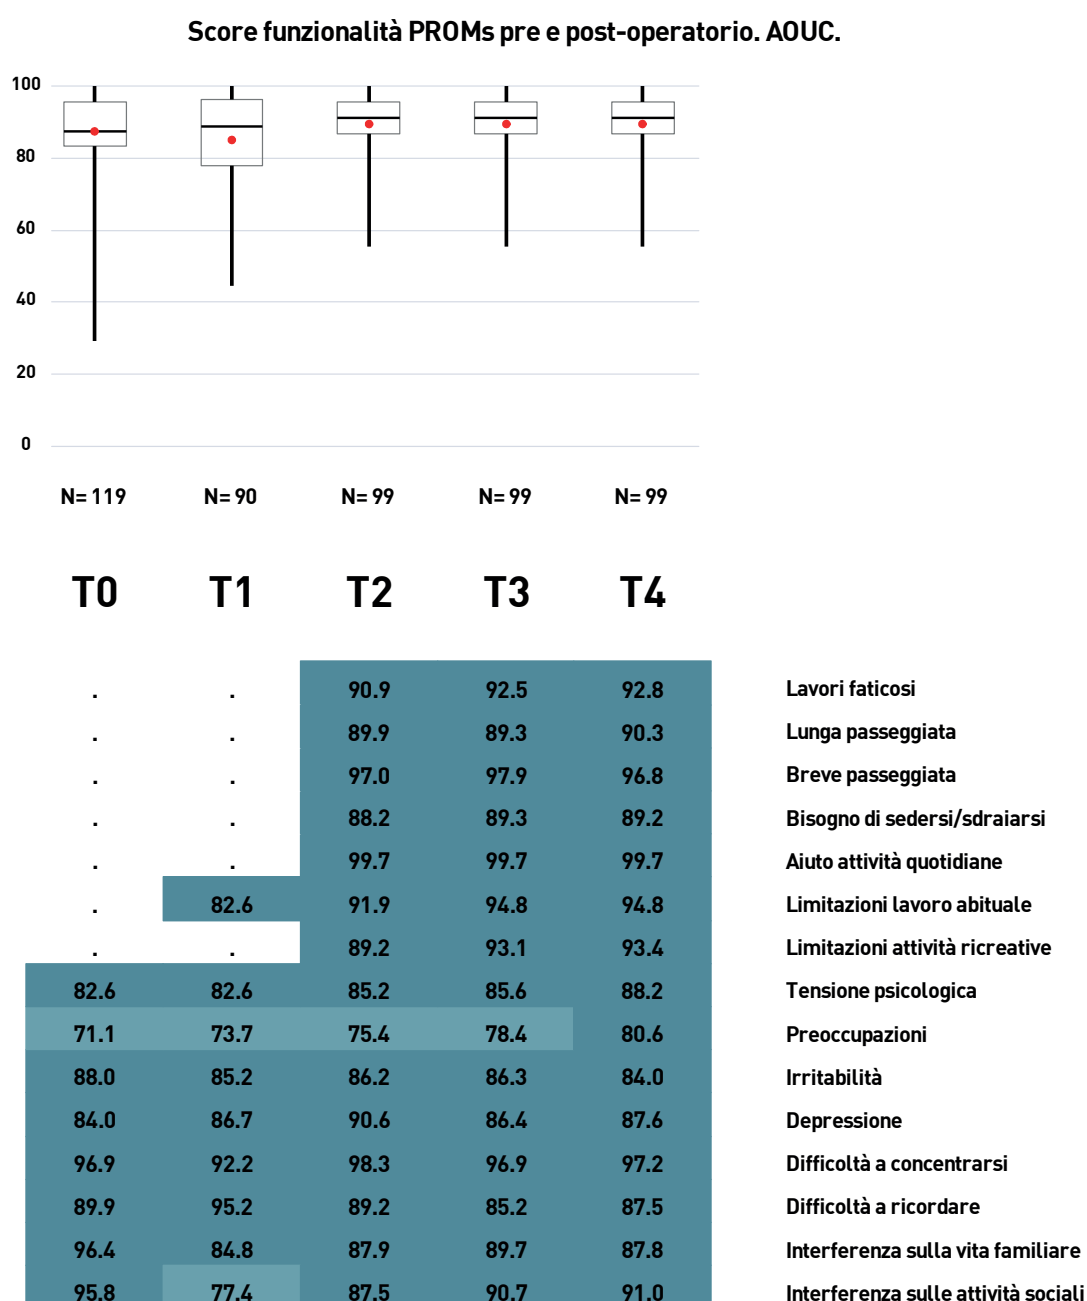 Score funzionalità PROMs pre e post-operatorio. AOUC.
100
80
60
40
20
0
N= 119 N= 90 N= 99 N= 99 N= 99
T0 T1 T2 T3 T4
. . 90.9 92.5 92.8 Lavori faticosi
. . 89.9 89.3 90.3 Lunga passeggiata
. . 97.0 97.9 96.8 Breve passeggiata
. . 88.2 89.3 89.2 Bisogno di sedersi/sdraiarsi
. . 99.7 99.7 99.7 Aiuto attività quotidiane
. 82.6 91.9 94.8 94.8 Limitazioni lavoro abituale
. . 89.2 93.1 93.4 Limitazioni attività ricreative
82.6 82.6 85.2 85.6 88.2 Tensione psicologica
71.1 73.7 75.4 78.4 80.6 Preoccupazioni
88.0 85.2 86.2 86.3 84.0 Irritabilità
84.0 86.7 90.6 86.4 87.6 Depressione
96.9 92.2 98.3 96.9 97.2 Difficoltà a concentrarsi
89.9 95.2 89.2 85.2 87.5 Difficoltà a ricordare
96.4 84.8 87.9 89.7 87.8 Interferenza sulla vita familiare
95.8 77.4 87.5 90.7 91.0 Interferenza sulle attività sociali